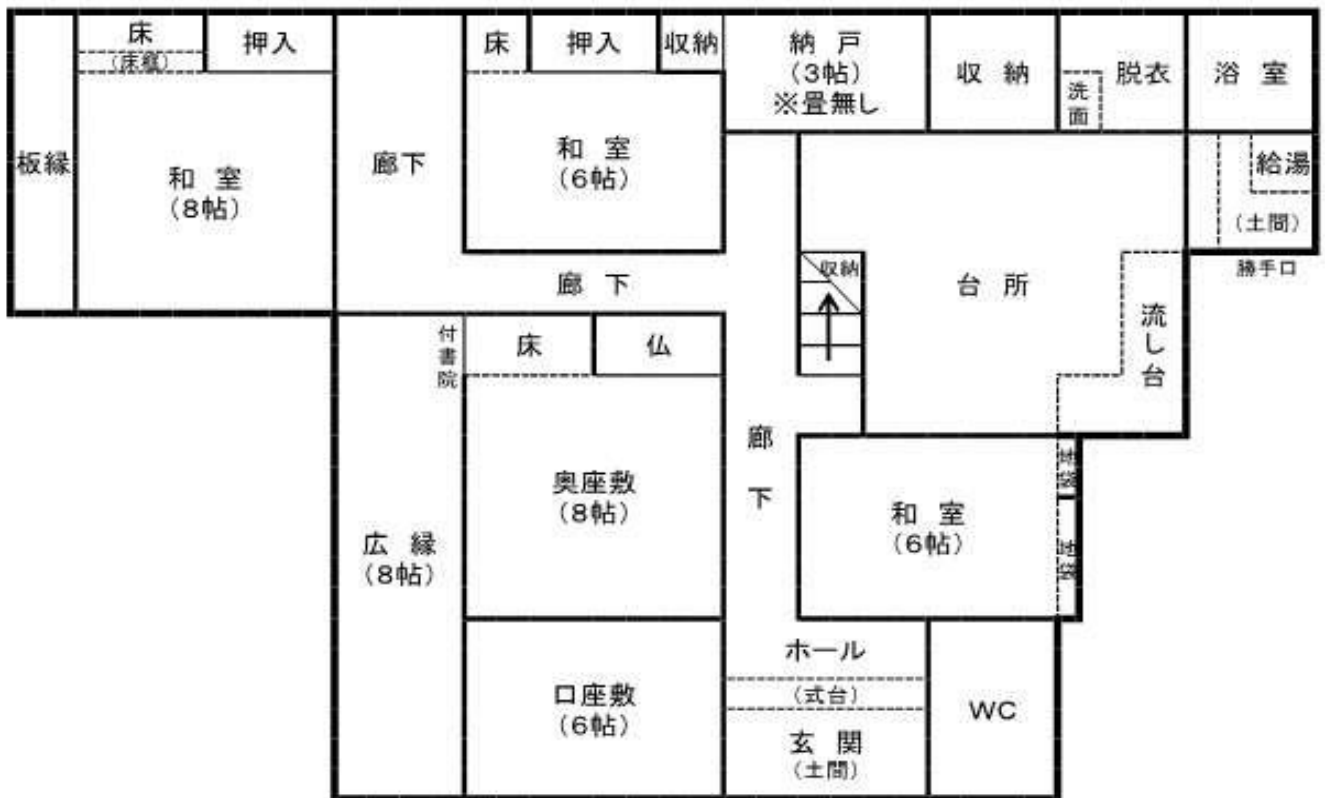 床
(床框)
押入
床
押入
収納
納戸
(3帖)
※畳無し
収納
洗面
脱衣
浴室
板縁
和室
(8帖)
廊下
和室
(6帖)
給湯
(土間)
勝手口
廊下
収納
台所
流し台
付書院
床
仏
奥座敷
(8帖)
廊下
和室
(6帖)
広縁
(8帖)
口座敷
(6帖)
ホール
(式台)
玄関
(土間)
WC